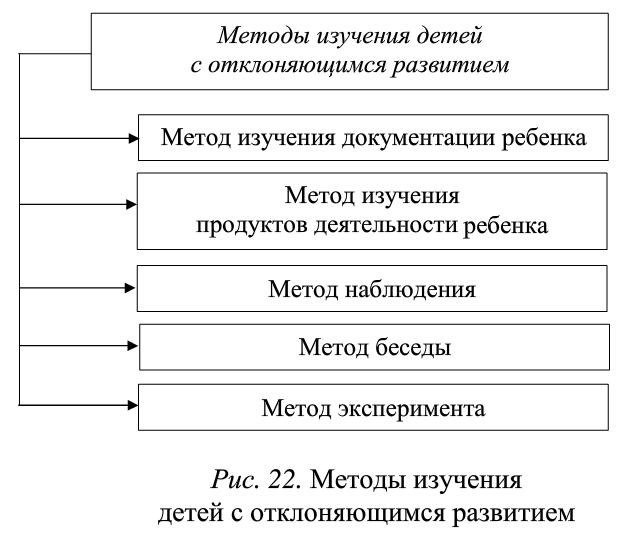 Методы изучения детей
с отклоняющимся развитием
Метод изучения документации ребенка
Метод изучения
продуктов деятельности ребенка
Метод наблюдения
Метод беседы
Метод эксперимента
Рис. 22. Методы изучения
детей с отклоняющимся развитием